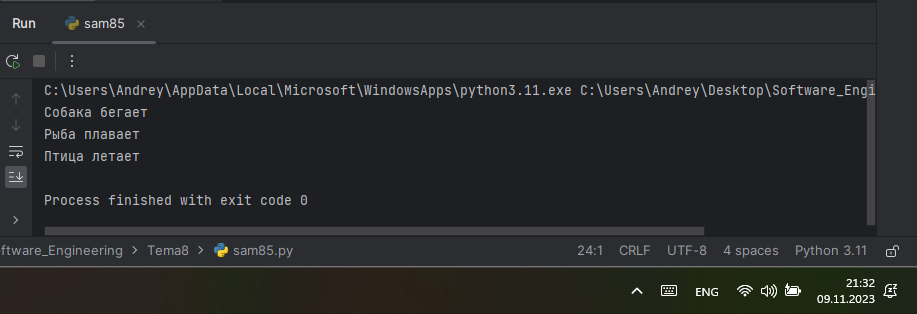 Run sam85
C:\Users\Andrey\AppData\Local\Microsoft\WindowsApps\python3.11.exe C:\Users\Andrey\Desktop\Software_Engi
Собака бегает
Рыба плавает
Птица летает
Process finished with exit code 0
ftware_Engineering > Tema8 > sam85.py 24:1 CRLF UTF-8 4 spaces Python 3.11
ENG 21:32
09.11.2023